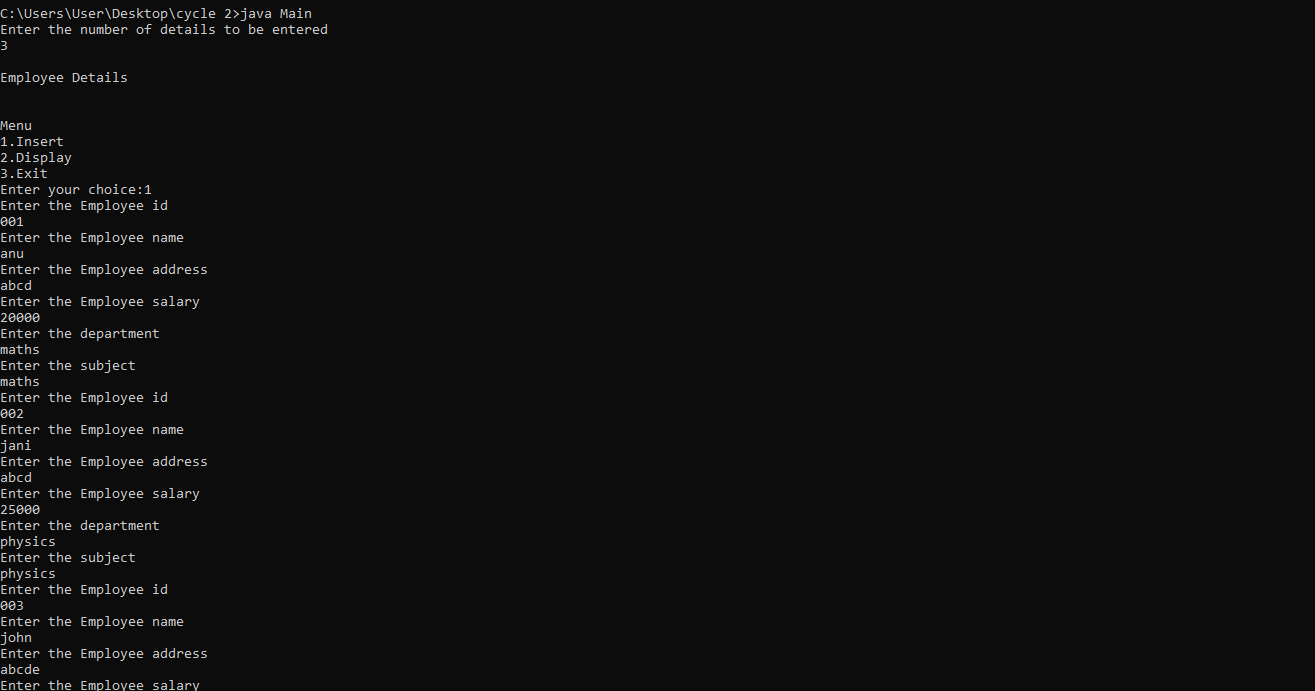 C:\Users\User\Desktop\cycle 2>java Main
Enter the number of details to be entered
3
Employee Details
Menu
1.Insert
2.Display
3.Exit
Enter your choice:1
Enter the Employee id
001
Enter the Employee name
anu
Enter the Employee address
abcd
Enter the Employee salary
20000
Enter the department
maths
Enter the subject
maths
Enter the Employee id
002
Enter the Employee name
jani
Enter the Employee address
abcd
Enter the Employee salary
25000
Enter the department
physics
Enter the subject
physics
Enter the Employee id
003
Enter the Employee name
john
Enter the Employee address
abcde
Enter the Employee salary